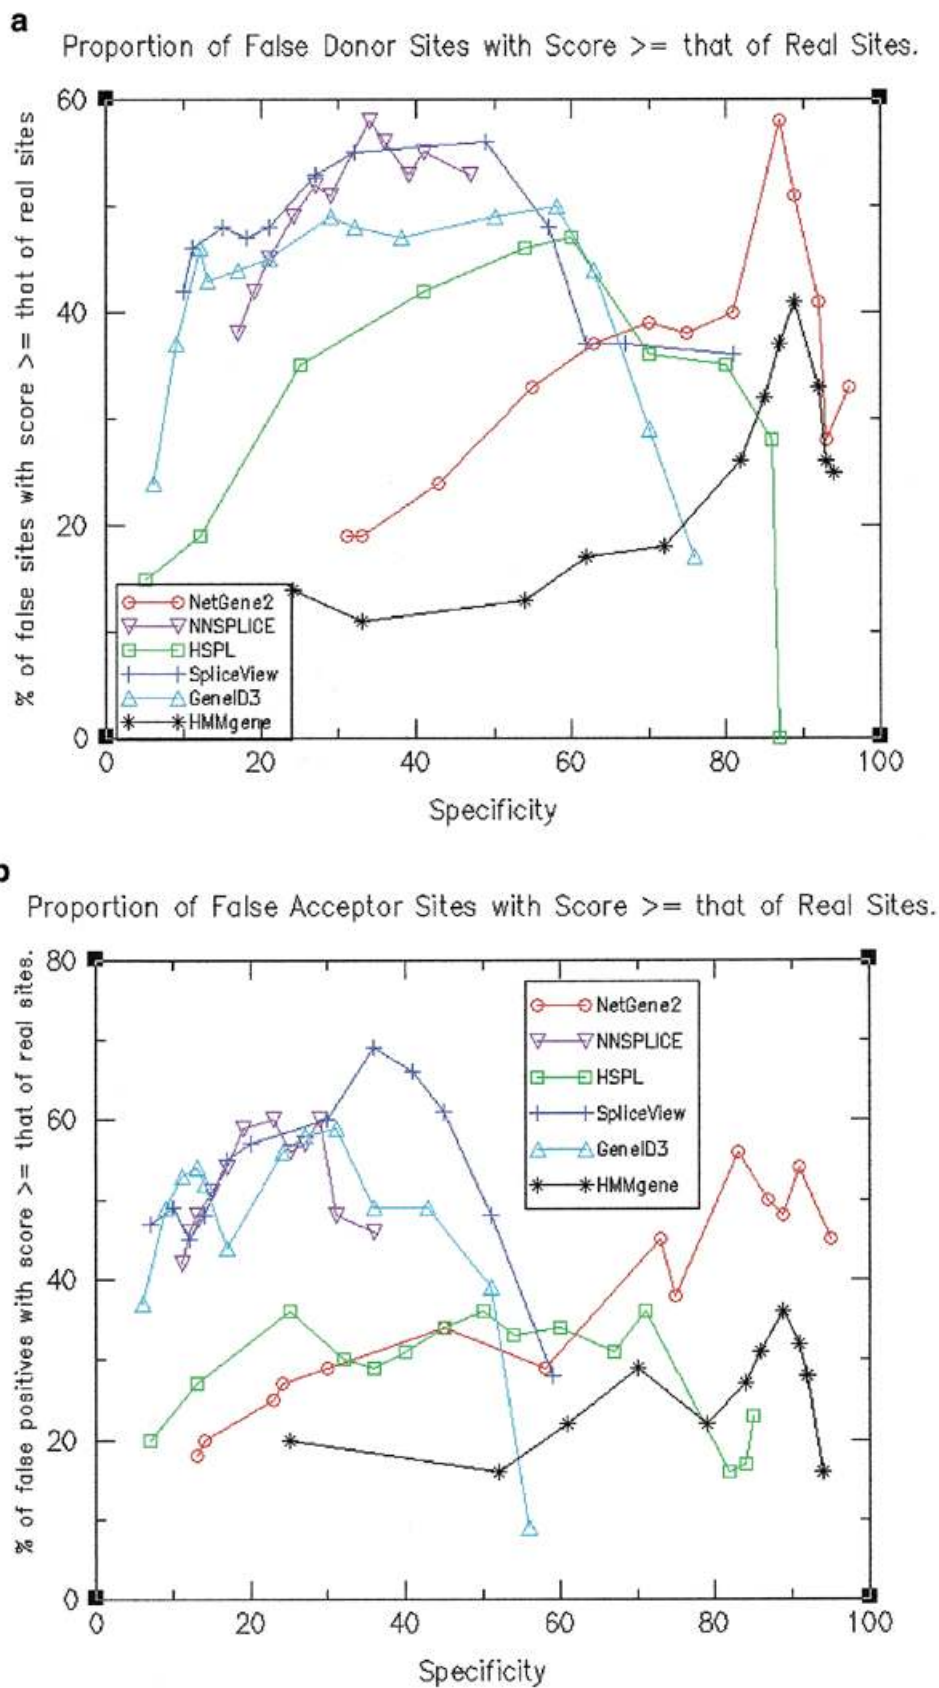 a
Proportion of False Donor Sites with Score >= that of Real Sites.
% of false sites with score >= that of real sites
60
40
20
0
NetGene2
NNSPLICE
HSPL
SpliceView
GeneID3
HMMgene
0 20 40 60 80 100
Specificity
b
Proportion of False Acceptor Sites with Score >= that of Real Sites.
% of false positives with score >= that of real sites.
80
60
40
20
0
NetGene2
NNSPLICE
HSPL
SpliceView
GeneID3
HMMgene
0 20 40 60 80 100
Specificity